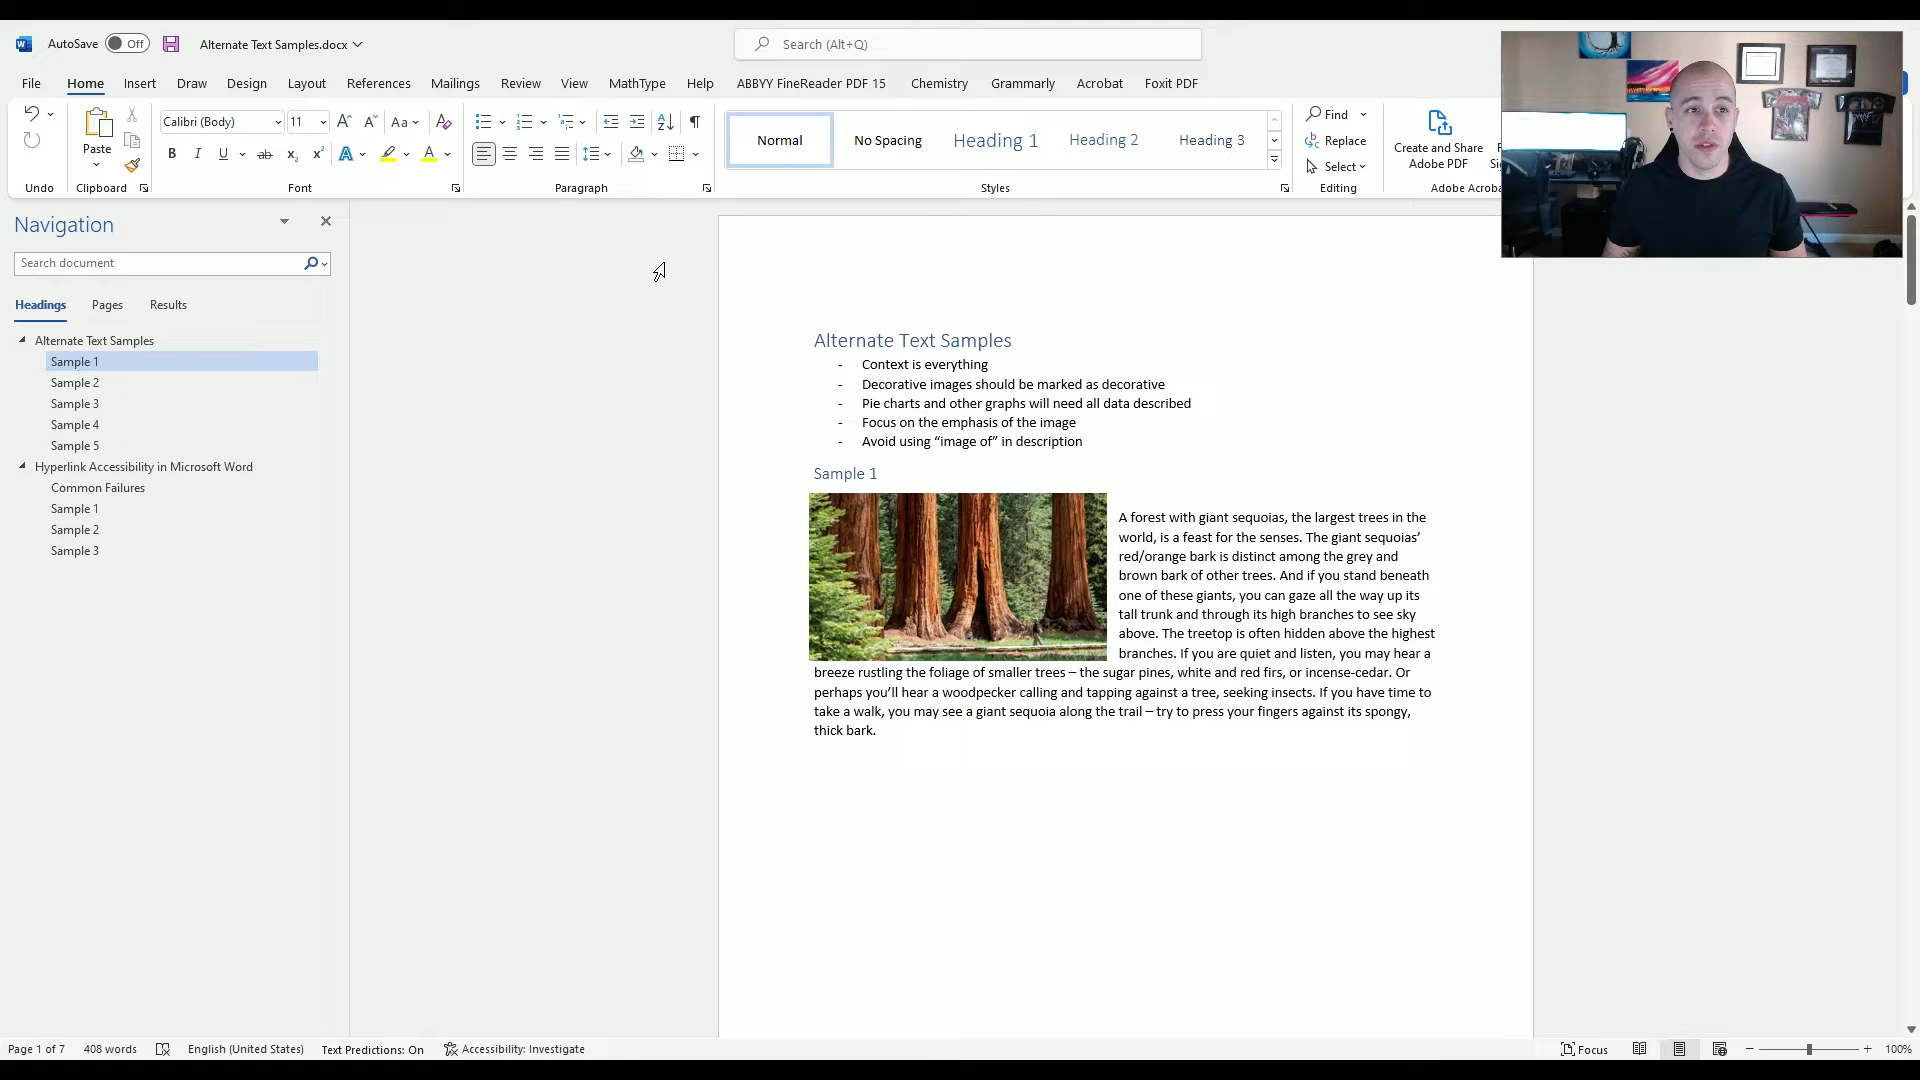 AutoSave Off Alternate Text Samples.docx Search (Alt+Q)
File Home Insert Draw Design Layout References Mailings Review View MathType Help ABBYY FineReader PDF 15 Chemistry Grammarly Acrobat Foxit PDF
Calibri (Body) 11
Paste
Normal No Spacing Heading 1 Heading 2 Heading 3
Find
Replace
Select
Create and Share
Adobe PDF
Undo Clipboard Font Paragraph Styles Editing
Navigation
Search document
Headings Pages Results
Alternate Text Samples
Sample 1
Sample 2
Sample 3
Sample 4
Sample 5
Hyperlink Accessibility in Microsoft Word
Common Failures
Sample 1
Sample 2
Sample 3
Alternate Text Samples
- Context is everything
- Decorative images should be marked as decorative
- Pie charts and other graphs will need all data described
- Focus on the emphasis of the image
- Avoid using “image of” in description
Sample 1
A forest with giant sequoias, the largest trees in the
world, is a feast for the senses. The giant sequoias’
red/orange bark is distinct among the grey and
brown bark of other trees. And if you stand beneath
one of these giants, you can gaze all the way up its
tall trunk and through its high branches to see sky
above. The treetop is often hidden above the highest
branches. If you are quiet and listen, you may hear a
breeze rustling the foliage of smaller trees – the sugar pines, white and red firs, or incense-cedar. Or
perhaps you’ll hear a woodpecker calling and tapping against a tree, seeking insects. If you have time to
take a walk, you may see a giant sequoia along the trail – try to press your fingers against its spongy,
thick bark.
Page 1 of 7 408 words English (United States) Text Predictions: On Accessibility: Investigate Focus 100%